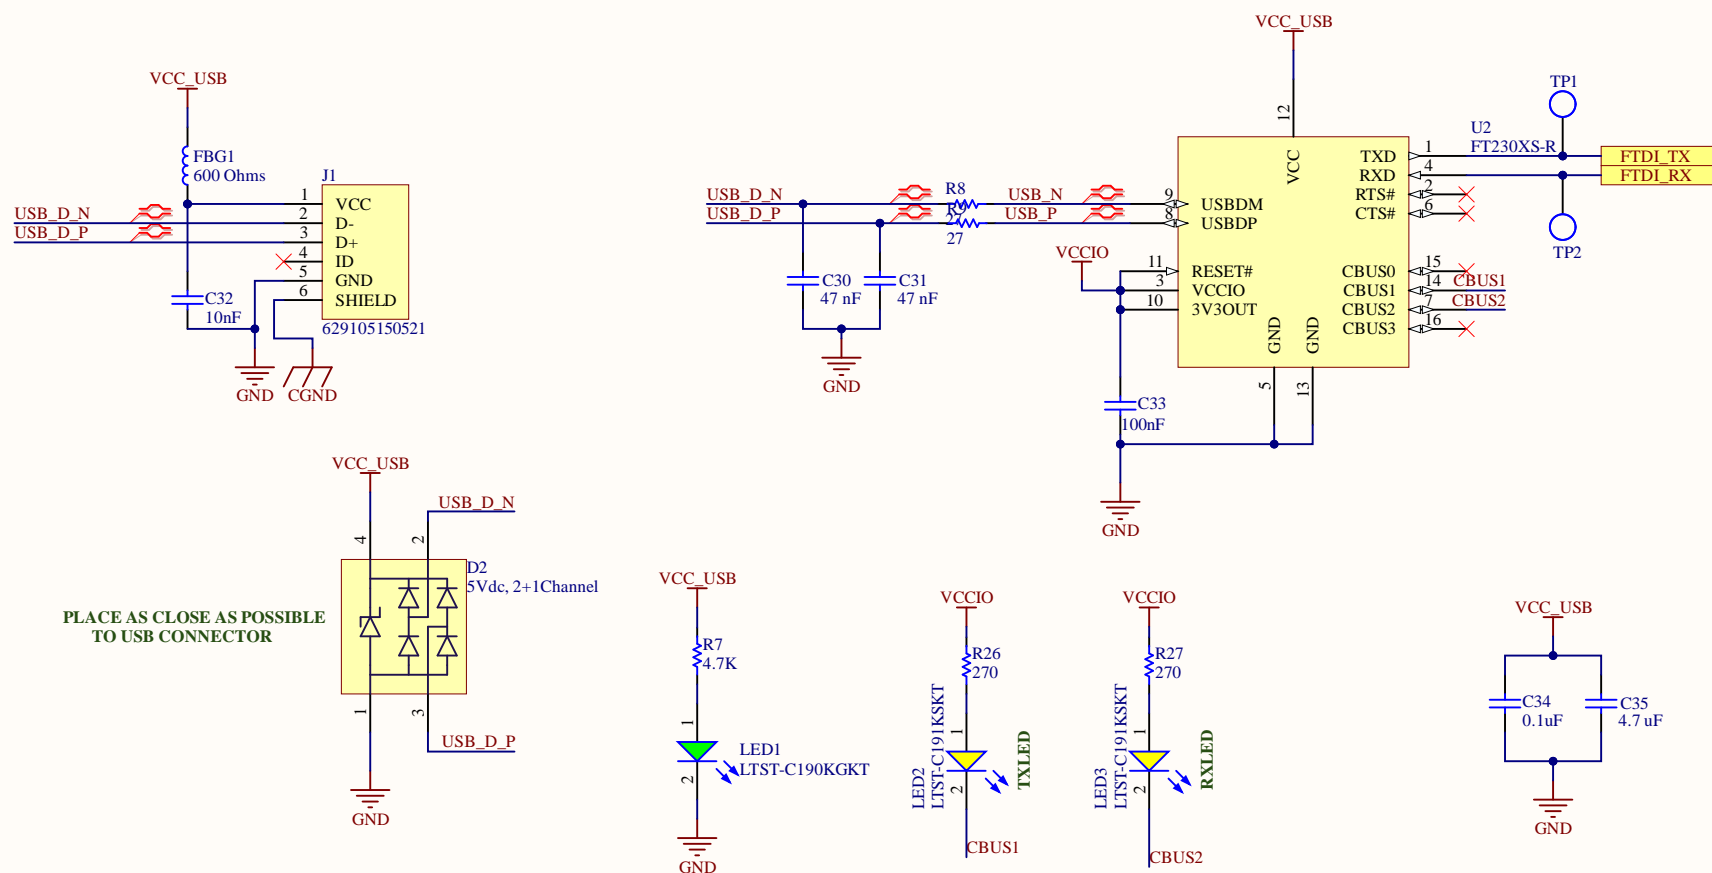 VCC_USB
FBG1
600 Ohms
J1
USB_D_N
USB_D_P
1
2
3
4
5
6
VCC
D-
D+
ID
GND
SHIELD
C32
10nF
629105150521
GND
CGND
VCC_USB
12
VCC
U2
FT230XS-R
TP1
TP2
FTDI_TX
FTDI_RX
USB_D_N
USB_D_P
R8
R9
27
27
USB_N
USB_P
9
8
USBDM
USBDP
VCCIO
11
3
10
RESET#
VCCIO
3V3OUT
TXD
RXD
RTS#
CTS#
1
4
2
6
CBUS0
CBUS1
CBUS2
CBUS3
15
14
7
16
CBUS1
CBUS2
GND
GND
5
13
C30
47 nF
C31
47 nF
GND
C33
100nF
GND
VCC_USB
USB_D_N
4
2
D2
5Vdc, 2+1Channel
PLACE AS CLOSE AS POSSIBLE
TO USB CONNECTOR
1
3
USB_D_P
GND
VCC_USB
R7
4.7K
1
LED1
LTST-C190KGKT
2
GND
VCCIO
R26
270
1
LED2
LTST-C191KSKT
TXLED
2
CBUS1
VCCIO
R27
270
1
LED3
LTST-C191KSKT
RXLED
2
CBUS2
VCC_USB
C34
0.1uF
C35
4.7 uF
GND